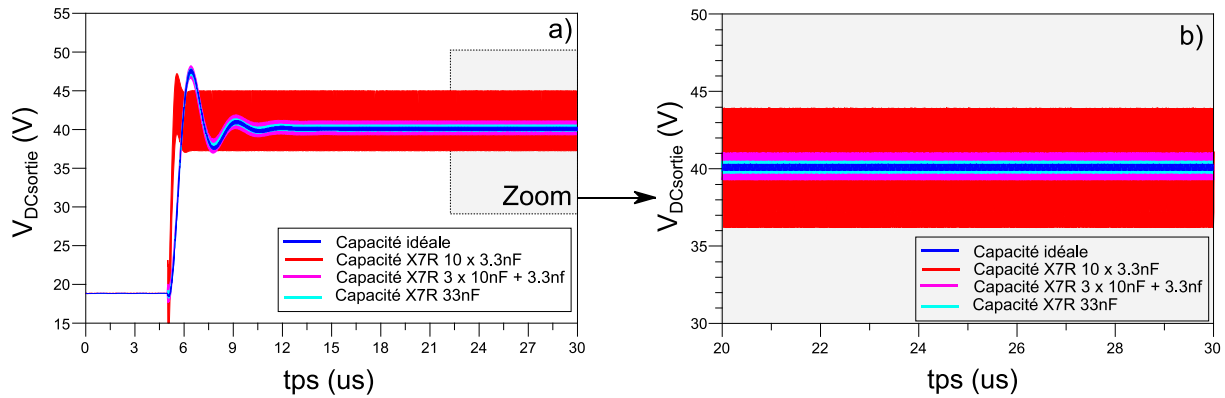 a)
55
50
45
40
35
30
25
20
15
V_DCsortie (V)
Zoom
Capacité idéale
Capacité X7R 10 x 3.3nF
Capacité X7R 3 x 10nF + 3.3nf
Capacité X7R 33nF
0 3 6 9 12 15 18 21 24 27 30
tps (us)
b)
50
45
40
35
30
V_DCsortie (V)
Capacité idéale
Capacité X7R 10 x 3.3nF
Capacité X7R 3 x 10nF + 3.3nf
Capacité X7R 33nF
20 22 24 26 28 30
tps (us)